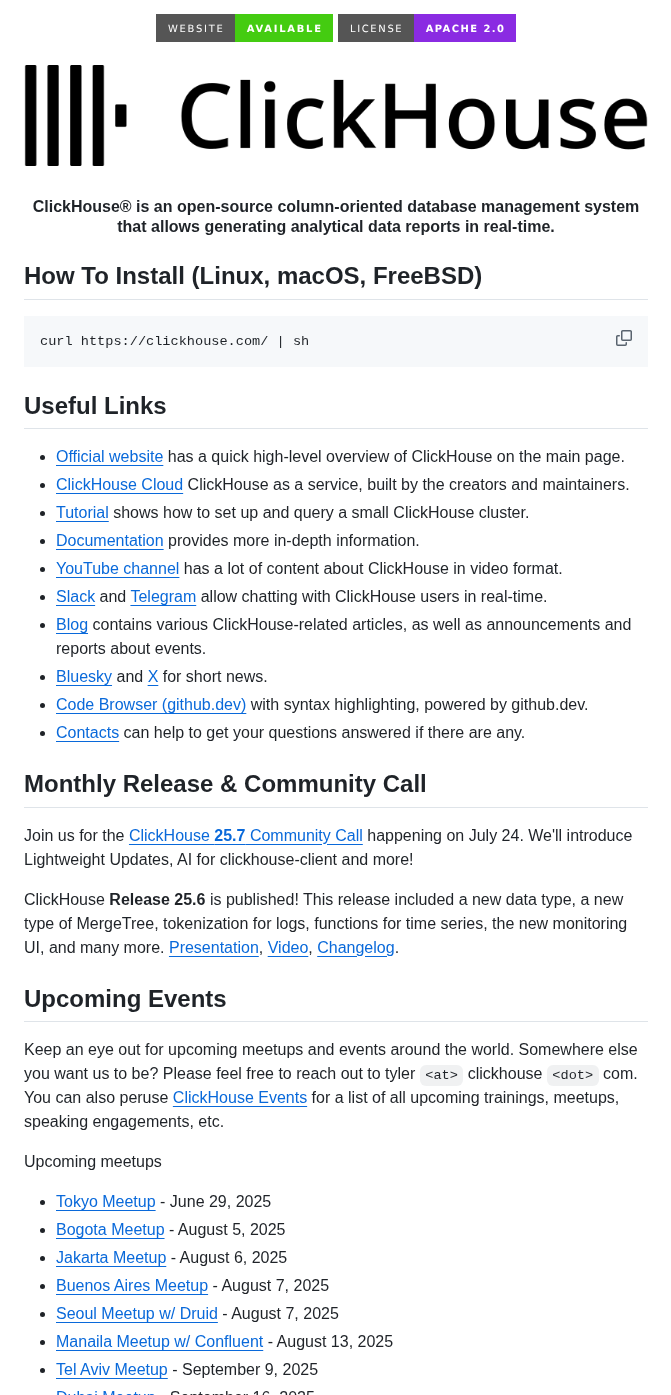 WEBSITE AVAILABLE LICENSE APACHE 2.0
ClickHouse
ClickHouse® is an open-source column-oriented database management system
that allows generating analytical data reports in real-time.
How To Install (Linux, macOS, FreeBSD)
curl https://clickhouse.com/ | sh
Useful Links
Official website has a quick high-level overview of ClickHouse on the main page.
ClickHouse Cloud ClickHouse as a service, built by the creators and maintainers.
Tutorial shows how to set up and query a small ClickHouse cluster.
Documentation provides more in-depth information.
YouTube channel has a lot of content about ClickHouse in video format.
Slack and Telegram allow chatting with ClickHouse users in real-time.
Blog contains various ClickHouse-related articles, as well as announcements and
reports about events.
Bluesky and X for short news.
Code Browser (github.dev) with syntax highlighting, powered by github.dev.
Contacts can help to get your questions answered if there are any.
Monthly Release & Community Call
Join us for the ClickHouse 25.7 Community Call happening on July 24. We'll introduce
Lightweight Updates, AI for clickhouse-client and more!
ClickHouse Release 25.6 is published! This release included a new data type, a new
type of MergeTree, tokenization for logs, functions for time series, the new monitoring
UI, and many more. Presentation, Video, Changelog.
Upcoming Events
Keep an eye out for upcoming meetups and events around the world. Somewhere else
you want us to be? Please feel free to reach out to tyler <at> clickhouse <dot> com.
You can also peruse ClickHouse Events for a list of all upcoming trainings, meetups,
speaking engagements, etc.
Upcoming meetups
Tokyo Meetup - June 29, 2025
Bogota Meetup - August 5, 2025
Jakarta Meetup - August 6, 2025
Buenos Aires Meetup - August 7, 2025
Seoul Meetup w/ Druid - August 7, 2025
Manaila Meetup w/ Confluent - August 13, 2025
Tel Aviv Meetup - September 9, 2025
Dubai Meetup - September 16, 2025